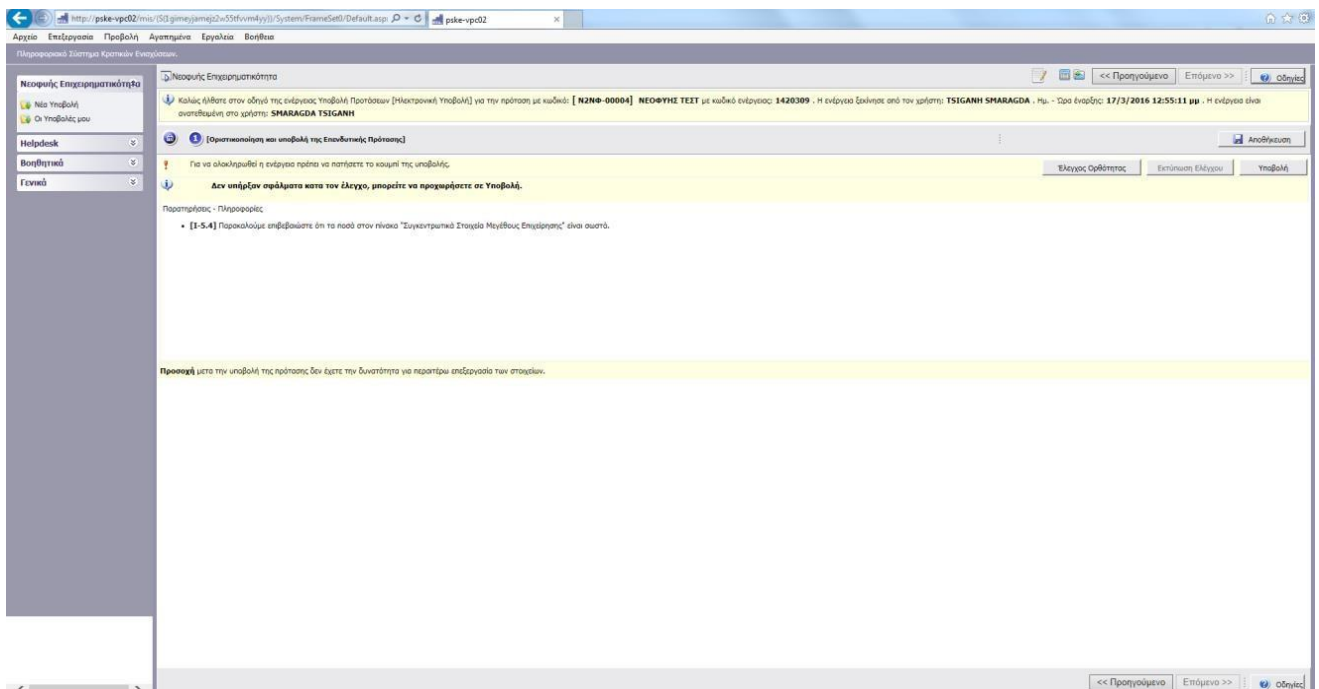 http://pske-vpc02/mis/(S(1gimeyjamejz2w55tfvvm4yy))/System/FrameSet0/Default.asp
pske-vpc02
Αρχείο Επεξεργασία Προβολή Αγαπημένα Εργαλεία Βοήθεια
Πληροφοριακό Σύστημα Κρατικών Ενισχύσεων.
Νεοφυής Επιχειρηματικότητα
Νέα Υποβολή
Οι Υποβολές μου
Helpdesk
Βοηθητικά
Γενικά
Νεοφυής Επιχειρηματικότητα
<< Προηγούμενο Επόμενο >> Οδηγίες
Καλώς ήλθατε στον οδηγό της ενέργειας Υποβολή Προτάσεων [Ηλεκτρονική Υποβολή] για την πρόταση με κωδικό: [ N2NΦ-00004] ΝΕΟΦΥΗΣ ΤΕΣΤ με κωδικό ενέργειας: 1420309 . Η ενέργεια ξεκίνησε από τον χρήστη: TSIGANH SMARAGDA . Ημ. - Ώρα έναρξης: 17/3/2016 12:55:11 μμ . Η ενέργεια είναι
ανατεθειμένη στο χρήστη: SMARAGDA TSIGANH
1 [Οριστικοποίηση και υποβολή της Επενδυτικής Πρότασης]
Αποθήκευση
Για να ολοκληρωθεί η ενέργεια πρέπει να πατήσετε το κουμπί της υποβολής.
Έλεγχος Ορθότητος Εκτύπωση Ελέγχου Υποβολή
Δεν υπήρξαν σφάλματα κατα τον έλεγχο, μπορείτε να προχωρήσετε σε Υποβολή.
Παρατηρήσεις - Πληροφορίες
• [I-5.4] Παρακαλούμε επιβεβαιώστε ότι τα ποσά στον πίνακα "Συγκεντρωτικά Στοιχεία Μεγέθους Επιχείρησης" είναι σωστά.
Προσοχή μετα την υποβολή της πρότασης δεν έχετε την δυνατότητα για περαιτέρω επεξεργασία των στοιχείων.
<< Προηγούμενο Επόμενο >> Οδηγίες